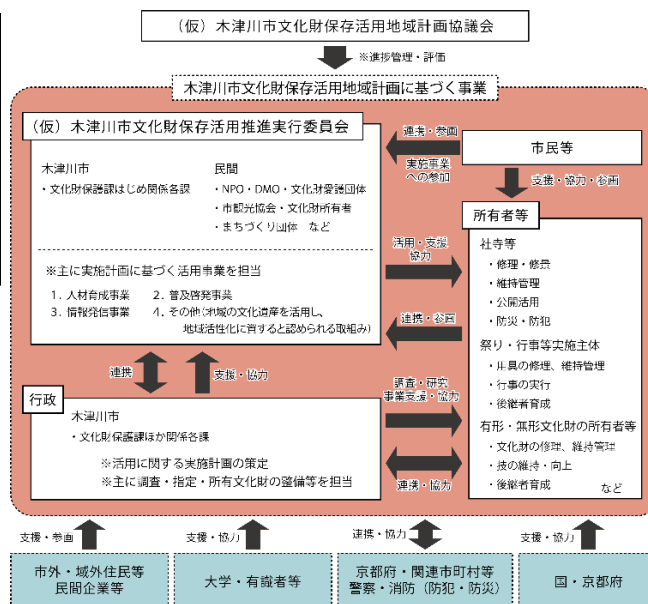 （仮）木津川市文化財保存活用地域計画協議会
※進捗管理・評価
木津川市文化財保存活用地域計画に基づく事業
（仮）木津川市文化財保存活用推進実行委員会
木津川市
・文化財保護課はじめ関係各課
民間
・NPO・DMO・文化財愛護団体
・市観光協会・文化財所有者
・まちづくり団体　など
※主に実施計画に基づく活用事業を担当
1. 人材育成事業　2. 普及啓発事業
3. 情報発信事業　4. その他（地域の文化遺産を活用し、
地域活性化に資すると認められる取組み）
連携・参画
実施事業
への参加
市民等
支援・協力・参画
所有者等
社寺等
・修理・修景
・維持管理
・公開活用
・防災・防犯
祭り・行事等実施主体
・用具の修理、維持管理
・行事の実行
・後継者育成
有形・無形文化財の所有者等
・文化財の修理、維持管理
・技の維持・向上
・後継者育成
など
活用・支援
協力
連携・参画
連携
支援・協力
調査・研究
事業支援・協力
行政
木津川市
・文化財保護課ほか関係各課
※活用に関する実施計画の策定
※主に調査・指定・所有文化財の整備等を担当
連携・協力
支援・参画
支援・協力
連携・協力
支援・協力
市外・域外住民等
民間企業等
大学・有識者等
京都府・関連市町村等
警察・消防（防犯・防災）
国・京都府